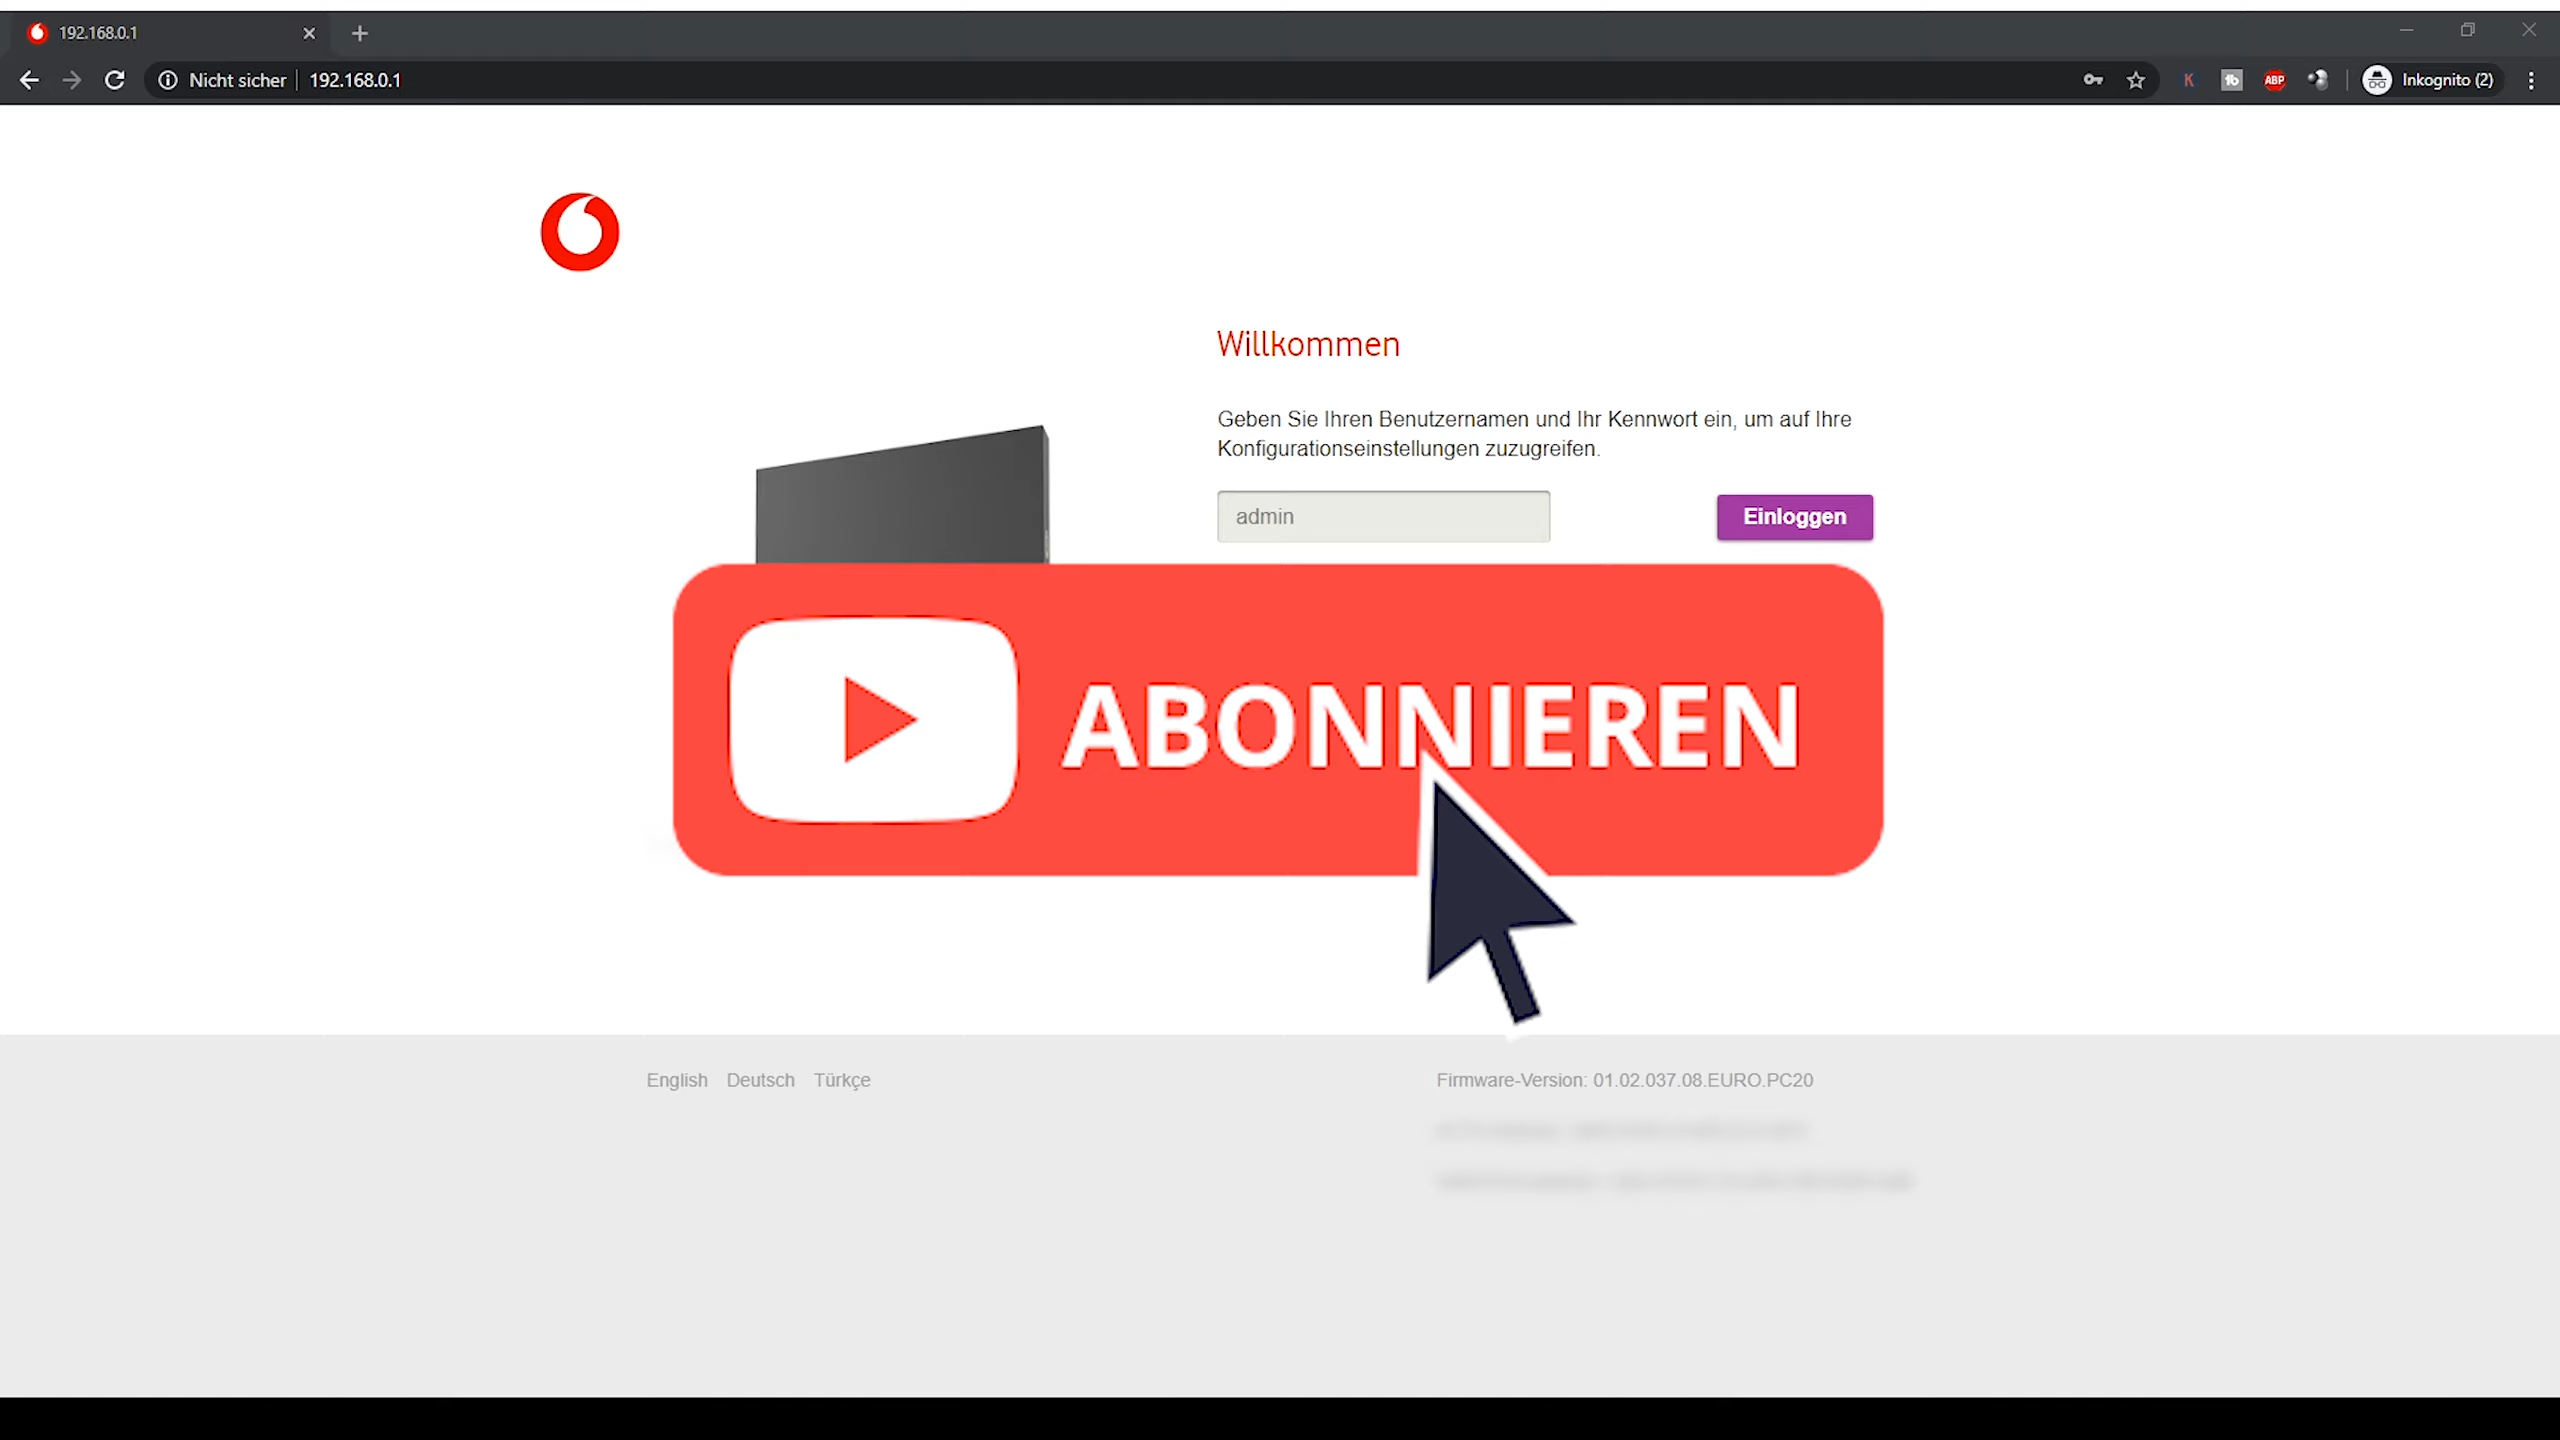 192.168.0.1
Nicht sicher 192.168.0.1
K
tb
ABP
Inkognito (2)
Willkommen
Geben Sie Ihren Benutzernamen und Ihr Kennwort ein, um auf Ihre
Konfigurationseinstellungen zuzugreifen.
admin
Einloggen
ABONNIEREN
English Deutsch Türkçe
Firmware-Version: 01.02.037.08.EURO.PC20